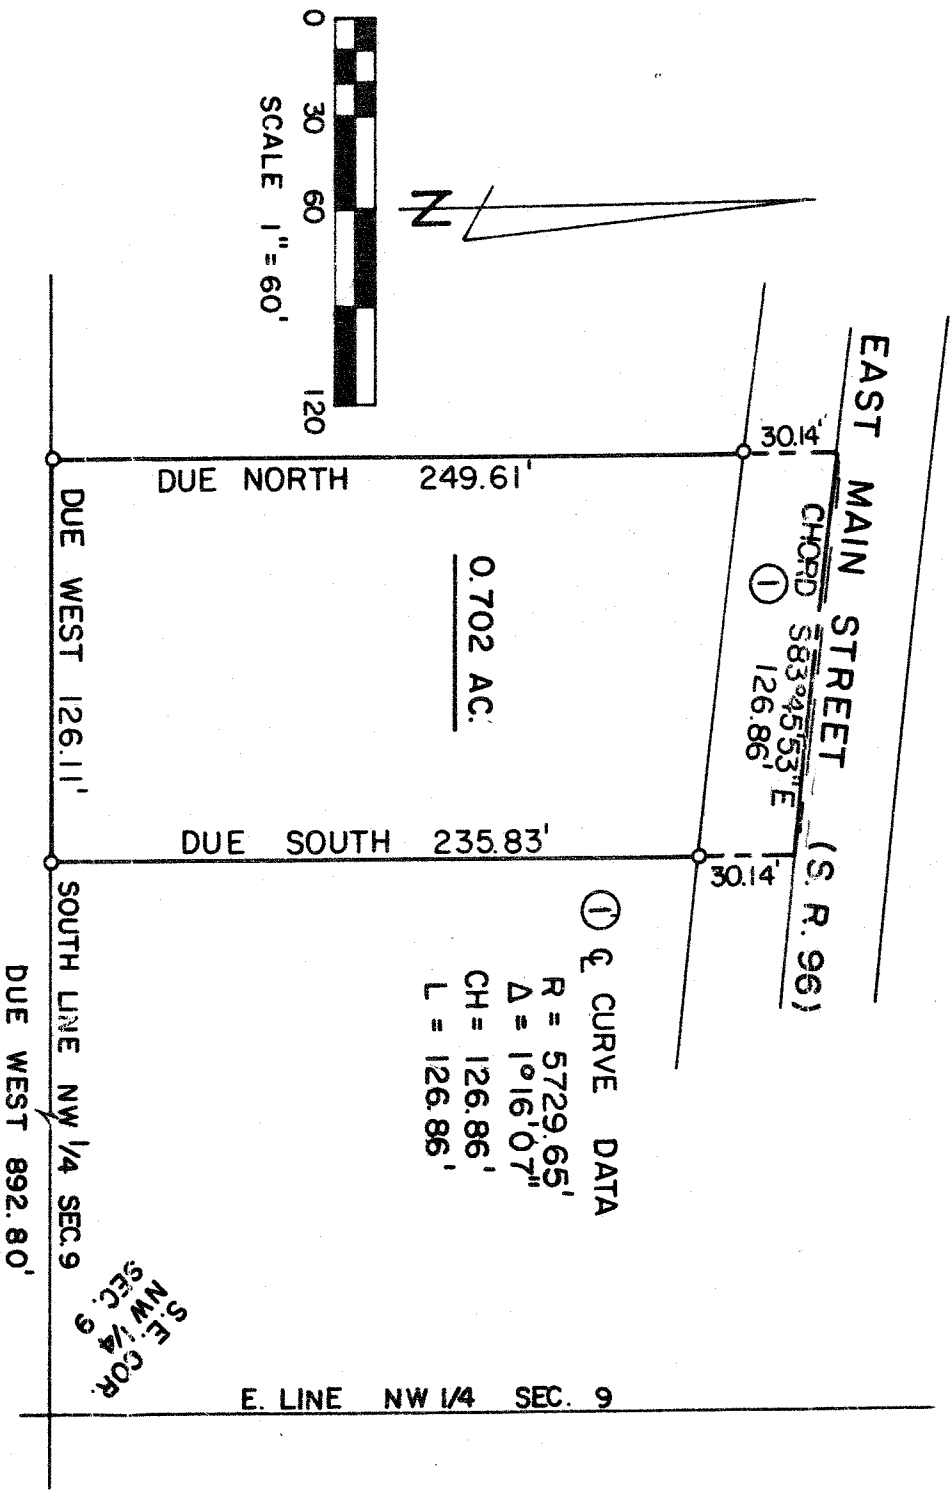 EAST MAIN STREET (S. R. 96)
30.14'
CHORD S83°45'53"E
126.86'
1
30.14'
N
0 30 60 120
SCALE 1"=60'
DUE NORTH 249.61'
0.702 AC.
DUE SOUTH 235.83'
DUE WEST 126.11'
1 ℄ CURVE DATA
R = 5729.65'
Δ = 1°16'07"
CH = 126.86'
L = 126.86'
SOUTH LINE NW 1/4 SEC. 9
DUE WEST 892.80'
S.E. COR.
NW 1/4
SEC. 9
E. LINE NW 1/4 SEC. 9